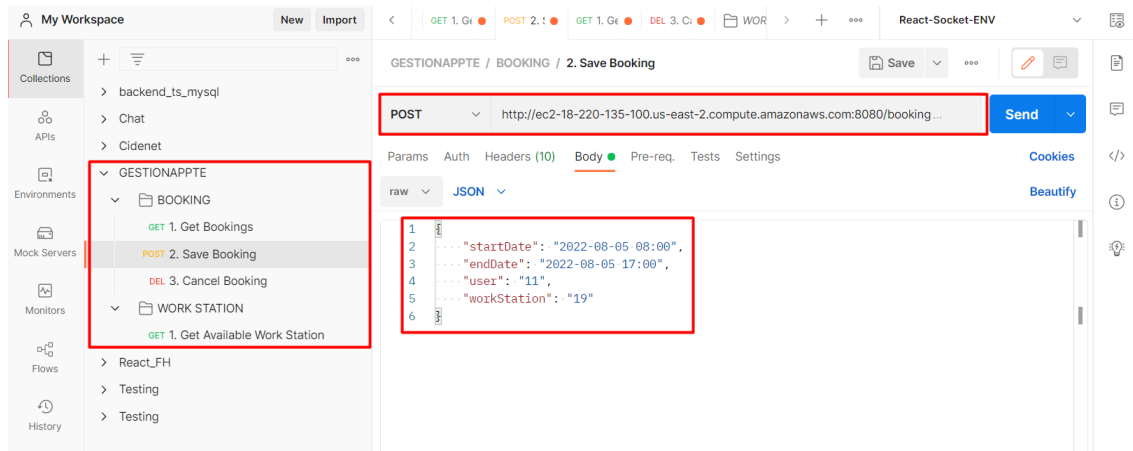 My Workspace
New
Import
GET 1. Ge
POST 2. S
GET 1. Ge
DEL 3. Ca
WOR
React-Socket-ENV
Collections
APIs
Environments
Mock Servers
Monitors
Flows
History
backend_ts_mysql
Chat
Cidenet
GESTIONAPPTE
BOOKING
GET 1. Get Bookings
POST 2. Save Booking
DEL 3. Cancel Booking
WORK STATION
GET 1. Get Available Work Station
React_FH
Testing
Testing
GESTIONAPPTE / BOOKING / 2. Save Booking
Save
POST
http://ec2-18-220-135-100.us-east-2.compute.amazonaws.com:8080/booking ...
Send
Params Auth Headers (10) Body Pre-req. Tests Settings
Cookies
raw
JSON
Beautify
1 {
2 "startDate": "2022-08-05 08:00",
3 "endDate": "2022-08-05 17:00",
4 "user": "11",
5 "workStation": "19"
6 }